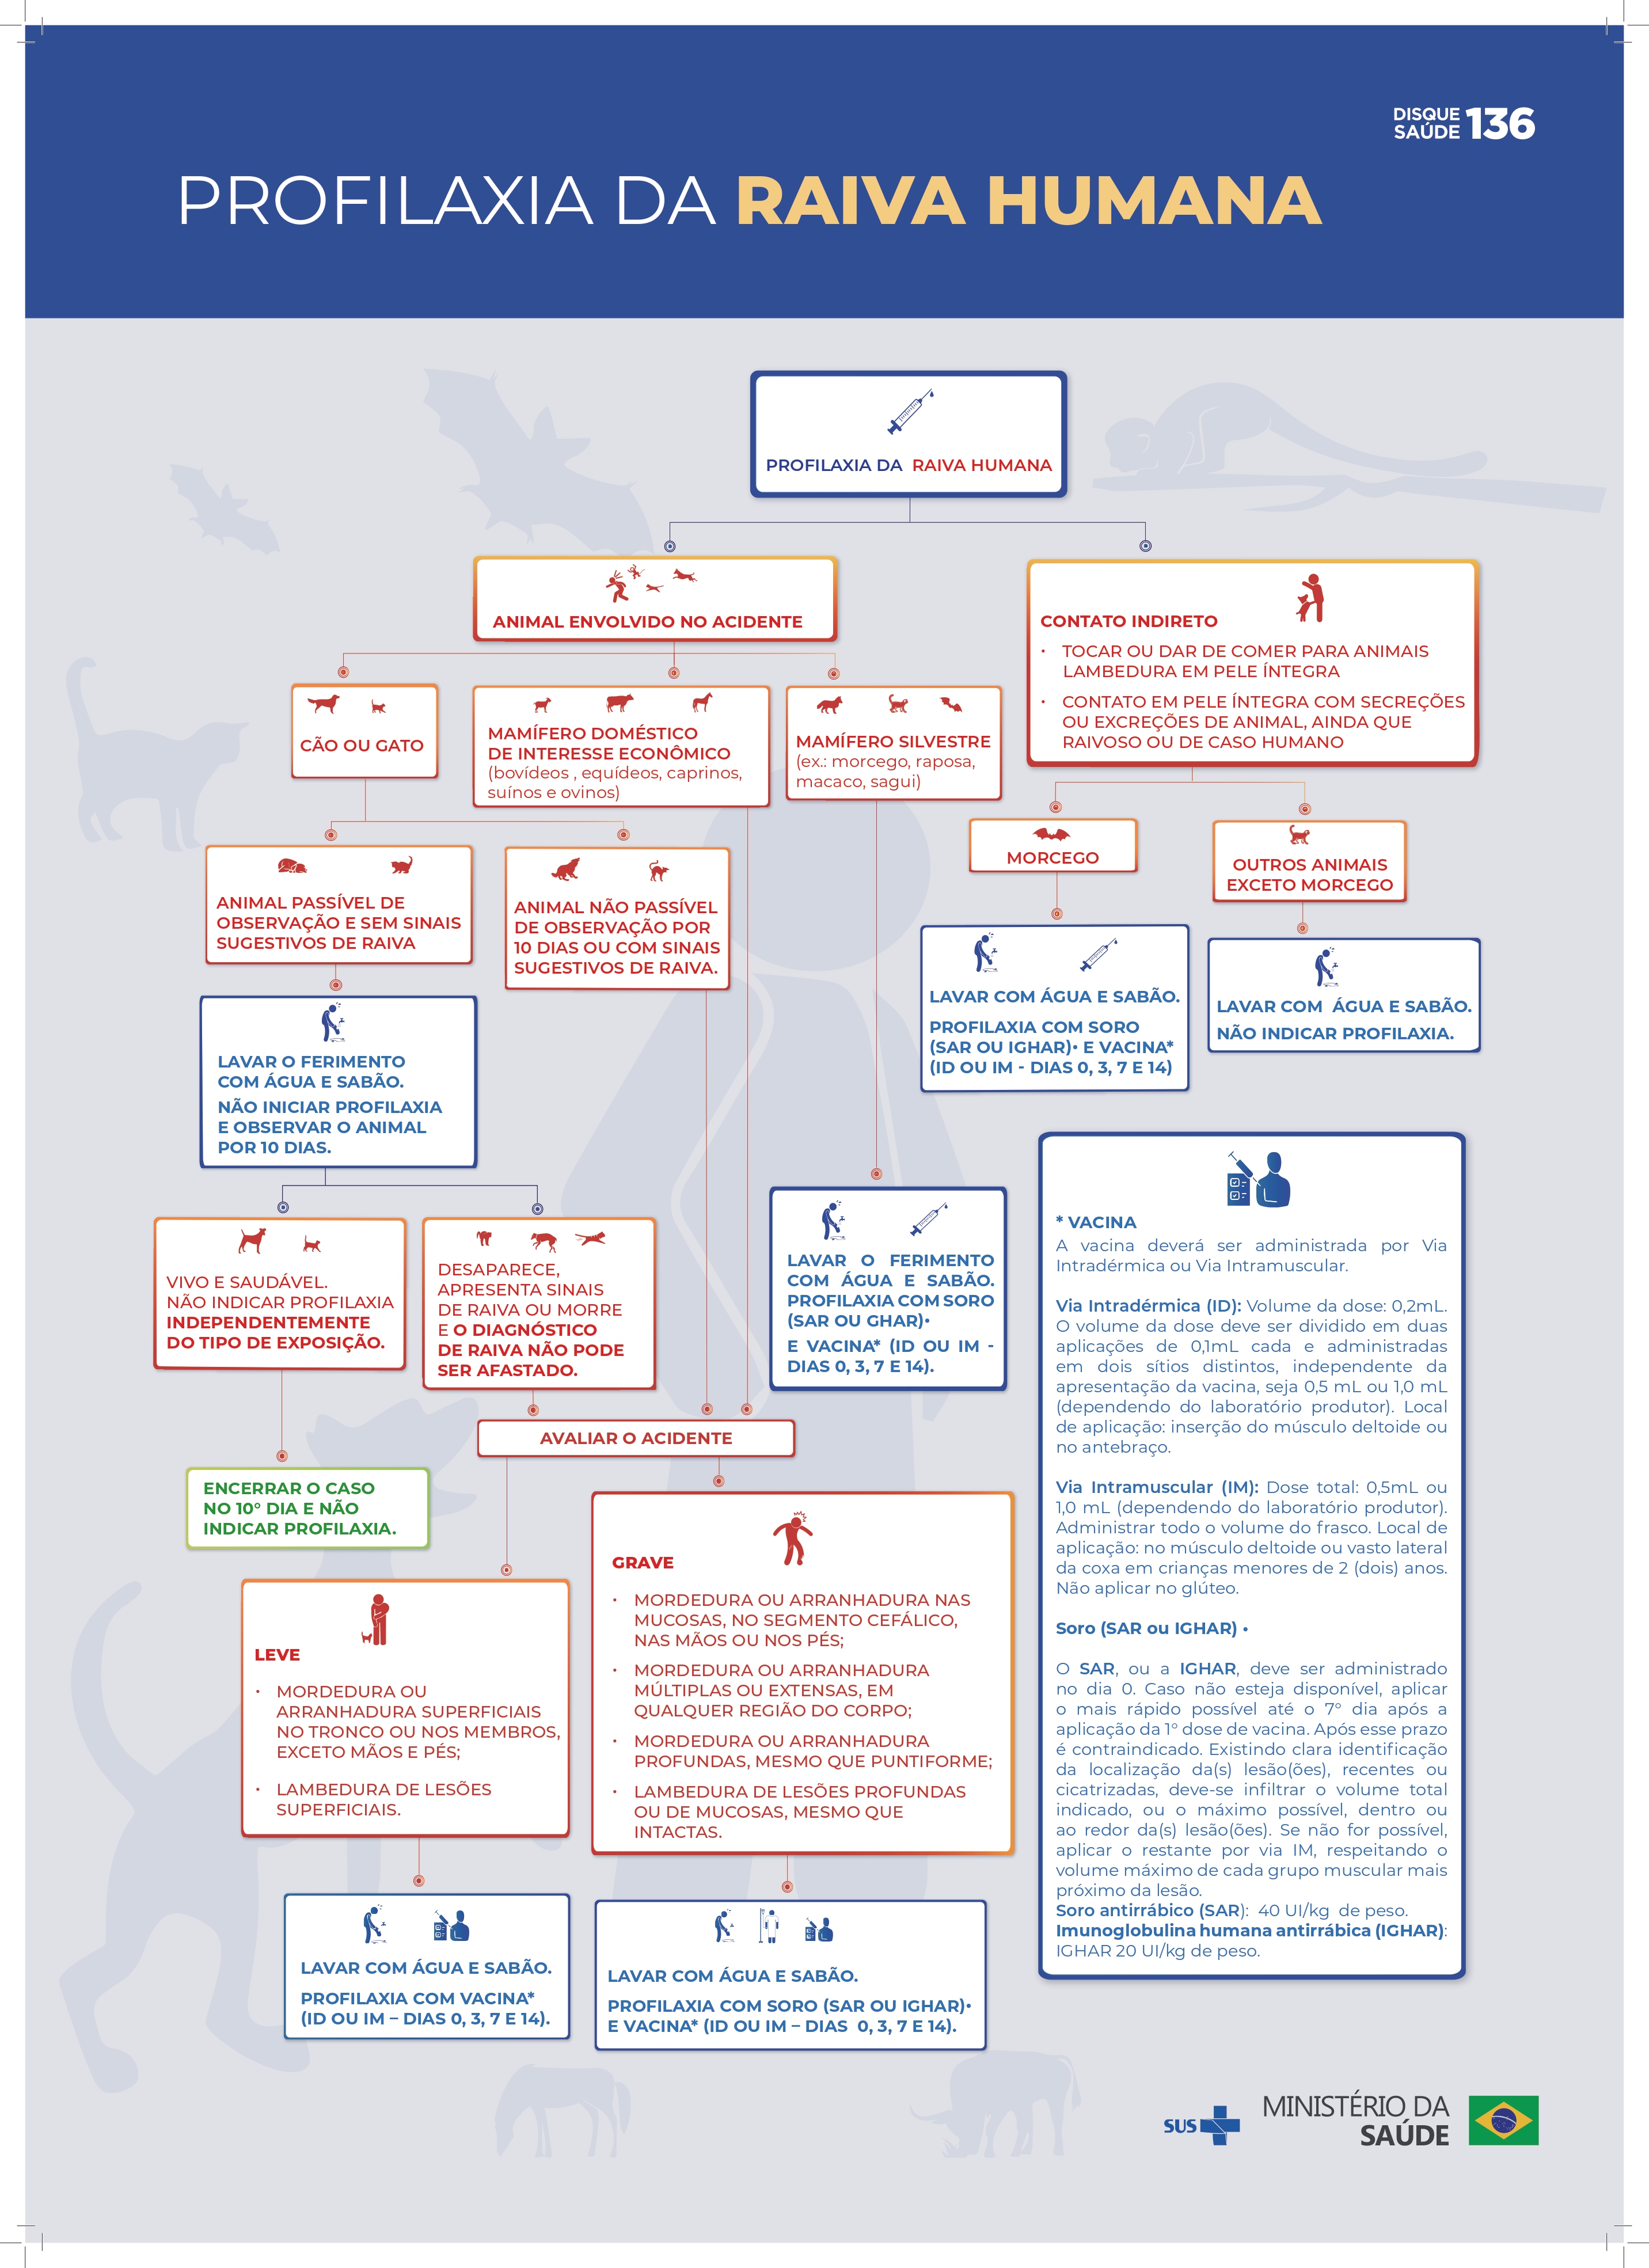 DISQUE
SAÚDE 136
PROFILAXIA DA RAIVA HUMANA
PROFILAXIA DA RAIVA HUMANA
ANIMAL ENVOLVIDO NO ACIDENTE
CONTATO INDIRETO
• TOCAR OU DAR DE COMER PARA ANIMAIS
LAMBEDURA EM PELE ÍNTEGRA
• CONTATO EM PELE ÍNTEGRA COM SECREÇÕES
OU EXCREÇÕES DE ANIMAL, AINDA QUE
RAIVOSO OU DE CASO HUMANO
CÃO OU GATO
MAMÍFERO DOMÉSTICO
DE INTERESSE ECONÔMICO
(bovídeos , equídeos, caprinos,
suínos e ovinos)
MAMÍFERO SILVESTRE
(ex.: morcego, raposa,
macaco, sagui)
MORCEGO
OUTROS ANIMAIS
EXCETO MORCEGO
ANIMAL PASSÍVEL DE
OBSERVAÇÃO E SEM SINAIS
SUGESTIVOS DE RAIVA
ANIMAL NÃO PASSÍVEL
DE OBSERVAÇÃO POR
10 DIAS OU COM SINAIS
SUGESTIVOS DE RAIVA.
LAVAR COM ÁGUA E SABÃO.
PROFILAXIA COM SORO
(SAR OU IGHAR)• E VACINA*
(ID OU IM - DIAS 0, 3, 7 E 14)
LAVAR COM ÁGUA E SABÃO.
NÃO INDICAR PROFILAXIA.
LAVAR O FERIMENTO
COM ÁGUA E SABÃO.
NÃO INICIAR PROFILAXIA
E OBSERVAR O ANIMAL
POR 10 DIAS.
VIVO E SAUDÁVEL.
NÃO INDICAR PROFILAXIA
INDEPENDENTEMENTE
DO TIPO DE EXPOSIÇÃO.
DESAPARECE,
APRESENTA SINAIS
DE RAIVA OU MORRE
E O DIAGNÓSTICO
DE RAIVA NÃO PODE
SER AFASTADO.
LAVAR O FERIMENTO
COM ÁGUA E SABÃO.
PROFILAXIA COM SORO
(SAR OU GHAR)•
E VACINA* (ID OU IM -
DIAS 0, 3, 7 E 14).
AVALIAR O ACIDENTE
ENCERRAR O CASO
NO 10° DIA E NÃO
INDICAR PROFILAXIA.
LEVE
• MORDEDURA OU
ARRANHADURA SUPERFICIAIS
NO TRONCO OU NOS MEMBROS,
EXCETO MÃOS E PÉS;
• LAMBEDURA DE LESÕES
SUPERFICIAIS.
GRAVE
• MORDEDURA OU ARRANHADURA NAS
MUCOSAS, NO SEGMENTO CEFÁLICO,
NAS MÃOS OU NOS PÉS;
• MORDEDURA OU ARRANHADURA
MÚLTIPLAS OU EXTENSAS, EM
QUALQUER REGIÃO DO CORPO;
• MORDEDURA OU ARRANHADURA
PROFUNDAS, MESMO QUE PUNTIFORME;
• LAMBEDURA DE LESÕES PROFUNDAS
OU DE MUCOSAS, MESMO QUE
INTACTAS.
LAVAR COM ÁGUA E SABÃO.
PROFILAXIA COM VACINA*
(ID OU IM – DIAS 0, 3, 7 E 14).
LAVAR COM ÁGUA E SABÃO.
PROFILAXIA COM SORO (SAR OU IGHAR)•
E VACINA* (ID OU IM – DIAS 0, 3, 7 E 14).
* VACINA
A vacina deverá ser administrada por Via
Intradérmica ou Via Intramuscular.
Via Intradérmica (ID): Volume da dose: 0,2mL.
O volume da dose deve ser dividido em duas
aplicações de 0,1mL cada e administradas
em dois sítios distintos, independente da
apresentação da vacina, seja 0,5 mL ou 1,0 mL
(dependendo do laboratório produtor). Local
de aplicação: inserção do músculo deltoide ou
no antebraço.
Via Intramuscular (IM): Dose total: 0,5mL ou
1,0 mL (dependendo do laboratório produtor).
Administrar todo o volume do frasco. Local de
aplicação: no músculo deltoide ou vasto lateral
da coxa em crianças menores de 2 (dois) anos.
Não aplicar no glúteo.
Soro (SAR ou IGHAR) •
O SAR, ou a IGHAR, deve ser administrado
no dia 0. Caso não esteja disponível, aplicar
o mais rápido possível até o 7° dia após a
aplicação da 1° dose de vacina. Após esse prazo
é contraindicado. Existindo clara identificação
da localização da(s) lesão(ões), recentes ou
cicatrizadas, deve-se infiltrar o volume total
indicado, ou o máximo possível, dentro ou
ao redor da(s) lesão(ões). Se não for possível,
aplicar o restante por via IM, respeitando o
volume máximo de cada grupo muscular mais
próximo da lesão.
Soro antirrábico (SAR): 40 UI/kg de peso.
Imunoglobulina humana antirrábica (IGHAR):
IGHAR 20 UI/kg de peso.
SUS
MINISTÉRIO DA
SAÚDE